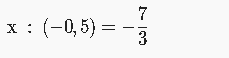 x : (−0,5) = −7/3